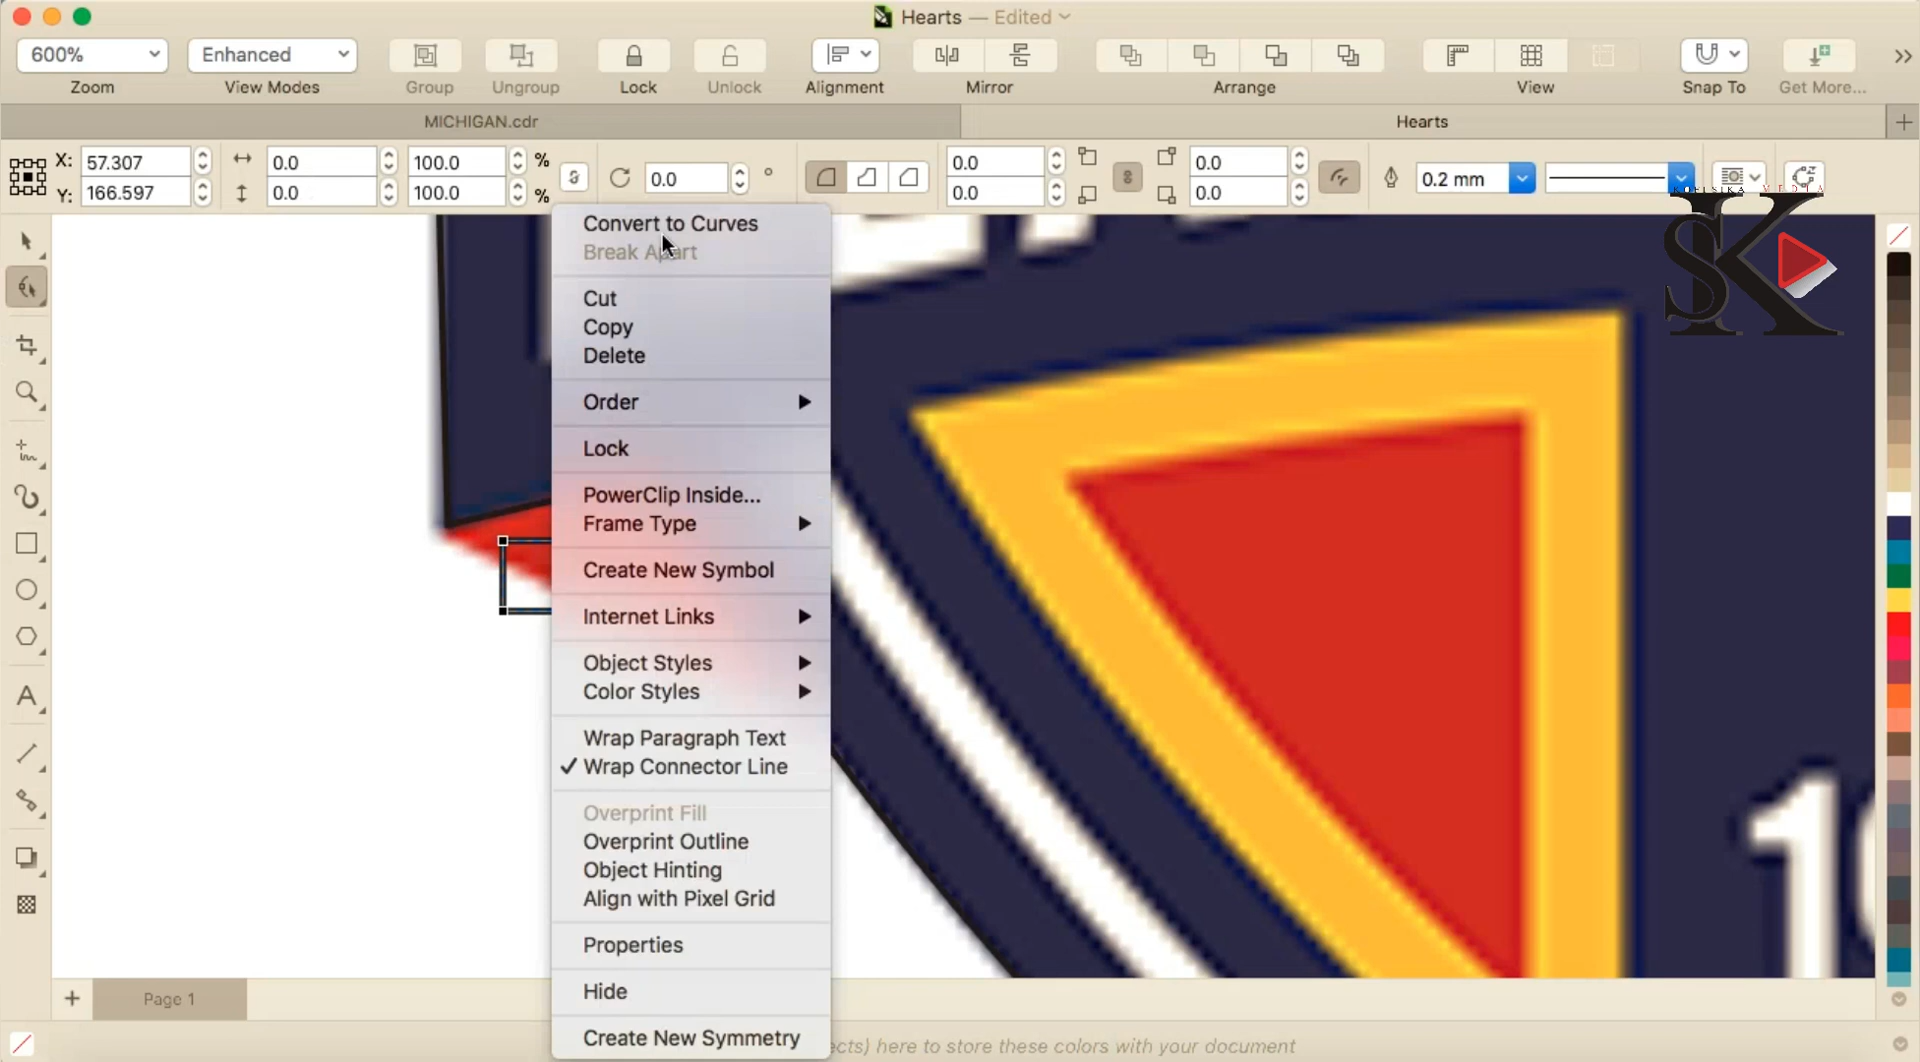 Hearts — Edited
600%
Enhanced
Zoom
View Modes
Group
Ungroup
Lock
Unlock
Alignment
Mirror
Arrange
View
Snap To
Get More...
MICHIGAN.cdr
Hearts
X: 57.307
Y: 166.597
0.0
0.0
100.0 %
100.0 %
0.0 °
0.0
0.0
0.0
0.0
0.2 mm
Convert to Curves
Break Apart
Cut
Copy
Delete
Order
Lock
PowerClip Inside...
Frame Type
Create New Symbol
Internet Links
Object Styles
Color Styles
Wrap Paragraph Text
✓ Wrap Connector Line
Overprint Fill
Overprint Outline
Object Hinting
Align with Pixel Grid
Properties
Hide
Create New Symmetry
MEDIA
SK
Page 1
here to store these colors with your document